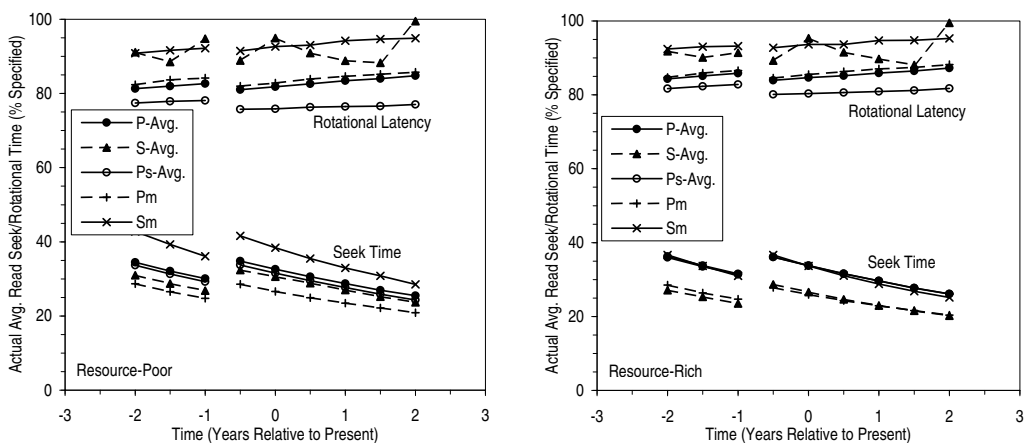 Actual Avg. Read Seek/Rotational Time (% Specified)
100
80
60
40
20
0
Rotational Latency
P-Avg.
S-Avg.
Ps-Avg.
Pm
Sm
Seek Time
Resource-Poor
-3 -2 -1 0 1 2 3
Time (Years Relative to Present)
Actual Avg. Read Seek/Rotational Time (% Specified)
100
80
60
40
20
0
Rotational Latency
P-Avg.
S-Avg.
Ps-Avg.
Pm
Sm
Seek Time
Resource-Rich
-3 -2 -1 0 1 2 3
Time (Years Relative to Present)